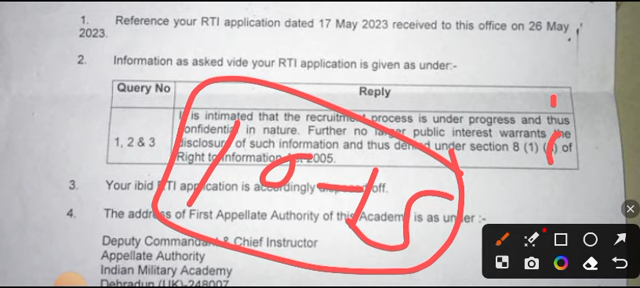 1. Reference your RTI application dated 17 May 2023 received to this office on 26 May
2023.
2. Information as asked vide your RTI application is given as under:-
Query No Reply
1, 2 & 3
It is intimated that the recruitment process is under progress and thus
confidential in nature. Further no larger public interest warrants the
disclosure of such information and thus denied under section 8 (1) of
Right to Information Act 2005.
3. Your ibid RTI application is accordingly disposed off.
4. The address of First Appellate Authority of this Academy is as under :-
Deputy Commandant & Chief Instructor
Appellate Authority
Indian Military Academy
Dehradun (UK)-248007